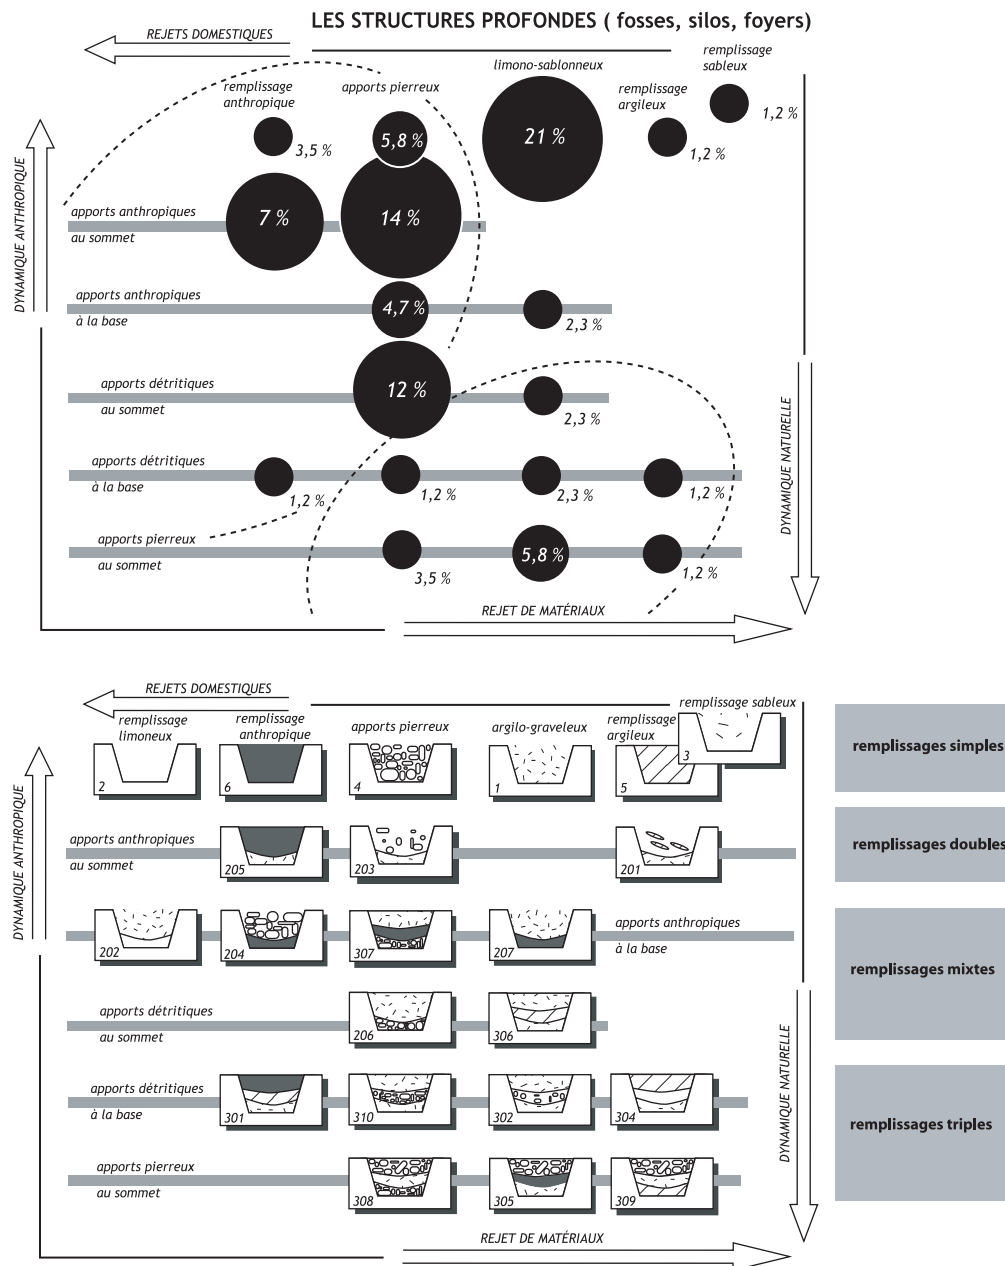 LES STRUCTURES PROFONDES ( fosses, silos, foyers)
REJETS DOMESTIQUES
remplissage
anthropique
apports pierreux
limono-sablonneux
remplissage
argileux
remplissage
sableux
3,5 %
5,8 %
21 %
1,2 %
1,2 %
DYNAMIQUE ANTHROPIQUE
apports anthropiques
au sommet
7 %
14 %
apports anthropiques
à la base
4,7 %
2,3 %
apports détritiques
au sommet
12 %
2,3 %
DYNAMIQUE NATURELLE
apports détritiques
à la base
1,2 %
1,2 %
2,3 %
1,2 %
apports pierreux
au sommet
3,5 %
5,8 %
1,2 %
REJET DE MATÉRIAUX
REJETS DOMESTIQUES
remplissage
limoneux
remplissage
anthropique
apports pierreux
argilo-graveleux
remplissage
argileux
remplissage sableux
2
6
4
1
5
3
remplissages simples
DYNAMIQUE ANTHROPIQUE
apports anthropiques
au sommet
205
203
201
remplissages doubles
202
204
307
207
apports anthropiques
à la base
remplissages mixtes
apports détritiques
au sommet
206
306
DYNAMIQUE NATURELLE
apports détritiques
à la base
301
310
302
304
remplissages triples
apports pierreux
au sommet
308
305
309
REJET DE MATÉRIAUX